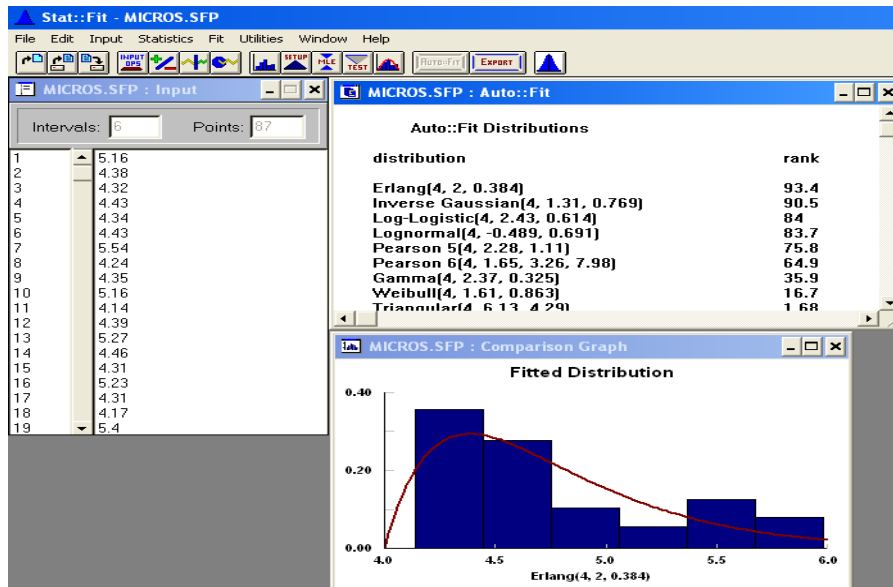 Stat::Fit - MICROS.SFP
File Edit Input Statistics Fit Utilities Window Help
INPUT OPS SETUP MLE TEST AUTO::FIT EXPORT
MICROS.SFP : Input
Intervals: 6 Points: 87
1 5.16
2 4.38
3 4.32
4 4.43
5 4.34
6 4.43
7 5.54
8 4.24
9 4.35
10 5.16
11 4.14
12 4.39
13 5.27
14 4.46
15 4.31
16 5.23
17 4.31
18 4.17
19 5.4
MICROS.SFP : Auto::Fit
Auto::Fit Distributions
distribution rank
Erlang(4, 2, 0.384) 93.4
Inverse Gaussian(4, 1.31, 0.769) 90.5
Log-Logistic(4, 2.43, 0.614) 84
Lognormal(4, -0.489, 0.691) 83.7
Pearson 5(4, 2.28, 1.11) 75.8
Pearson 6(4, 1.65, 3.26, 7.98) 64.9
Gamma(4, 2.37, 0.325) 35.9
Weibull(4, 1.61, 0.863) 16.7
Triangular(4, 6.13, 4.29) 1.68
MICROS.SFP : Comparison Graph
Fitted Distribution
0.40
0.20
0.00
4.0 4.5 5.0 5.5 6.0
Erlang(4, 2, 0.384)